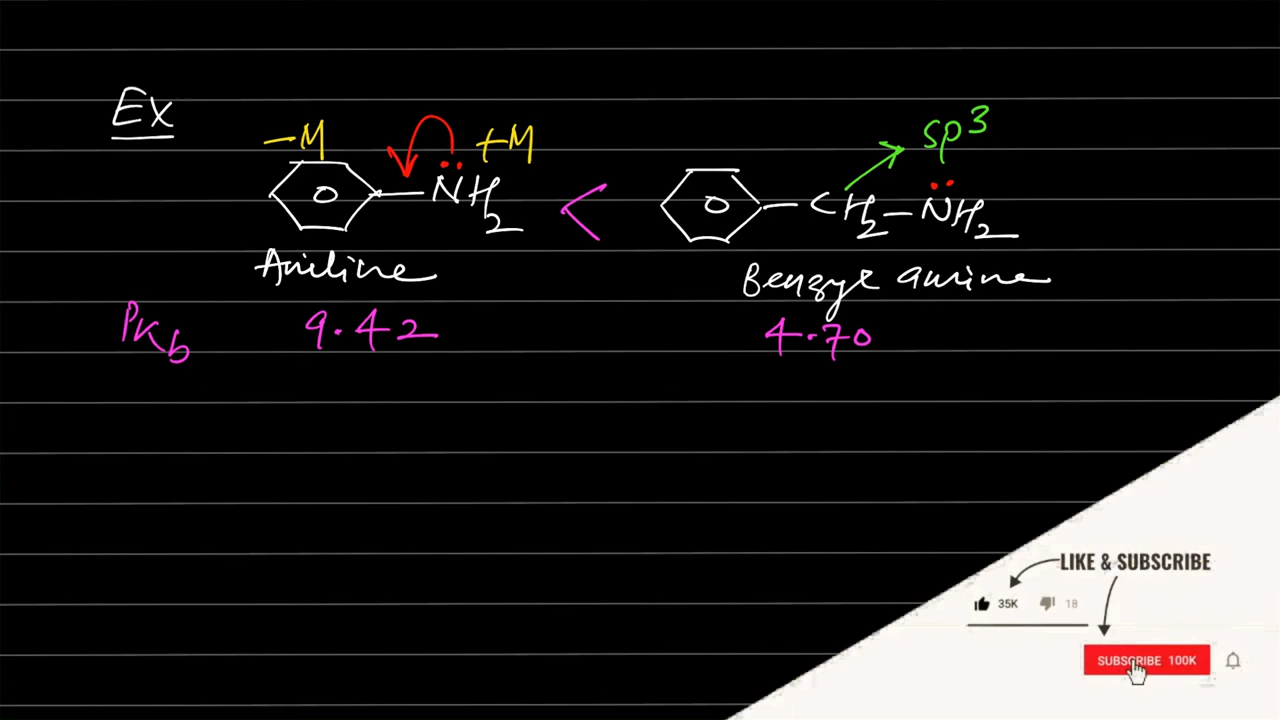 Ex
-M +M sp³
NH₂ < CH₂-NH₂
Aniline Benzyl amine
PKb 9.42 4.70
LIKE & SUBSCRIBE
35K 18
SUBSCRIBE 100K